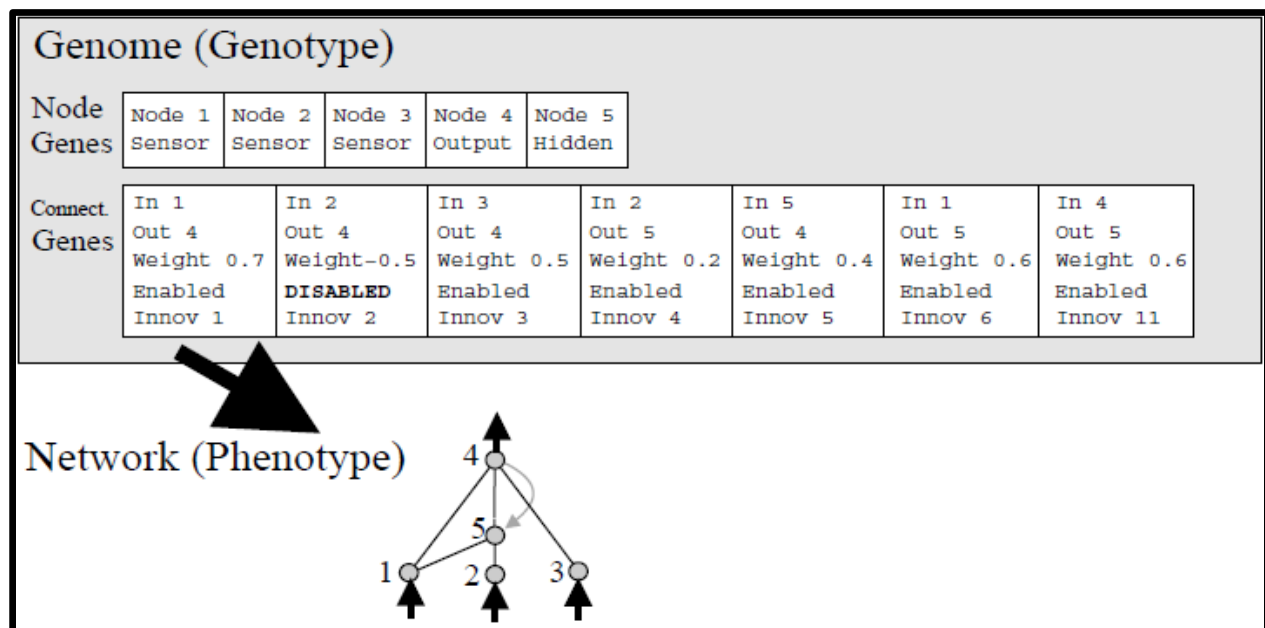 Genome (Genotype)
Node Genes
Node 1 Sensor
Node 2 Sensor
Node 3 Sensor
Node 4 Output
Node 5 Hidden
Connect. Genes
In 1
Out 4
Weight 0.7
Enabled
Innov 1
In 2
Out 4
Weight-0.5
DISABLED
Innov 2
In 3
Out 4
Weight 0.5
Enabled
Innov 3
In 2
Out 5
Weight 0.2
Enabled
Innov 4
In 5
Out 4
Weight 0.4
Enabled
Innov 5
In 1
Out 5
Weight 0.6
Enabled
Innov 6
In 4
Out 5
Weight 0.6
Enabled
Innov 11
Network (Phenotype)
4
5
1
2
3